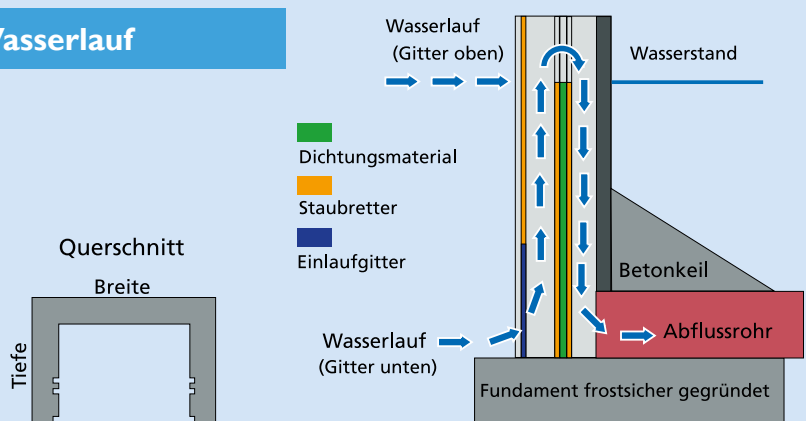 Wasserlauf
Wasserlauf
(Gitter oben)
Wasserstand
Dichtungsmaterial
Staubretter
Einlaufgitter
Querschnitt
Breite
Tiefe
Betonkeil
Wasserlauf
(Gitter unten)
Abflussrohr
Fundament frostsicher gegründet